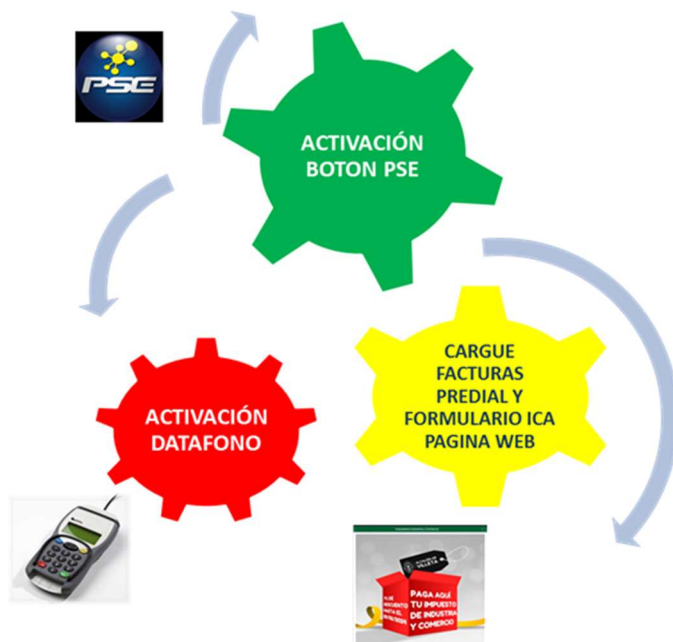 PSE
ACTIVACIÓN
BOTON PSE
CARGUE
FACTURAS
PREDIAL Y
FORMULARIO ICA
PAGINA WEB
ACTIVACIÓN
DATAFONO
VILLETA
PAGA AQUÍ
TU IMPUESTO
DE INDUSTRIA
Y COMERCIO